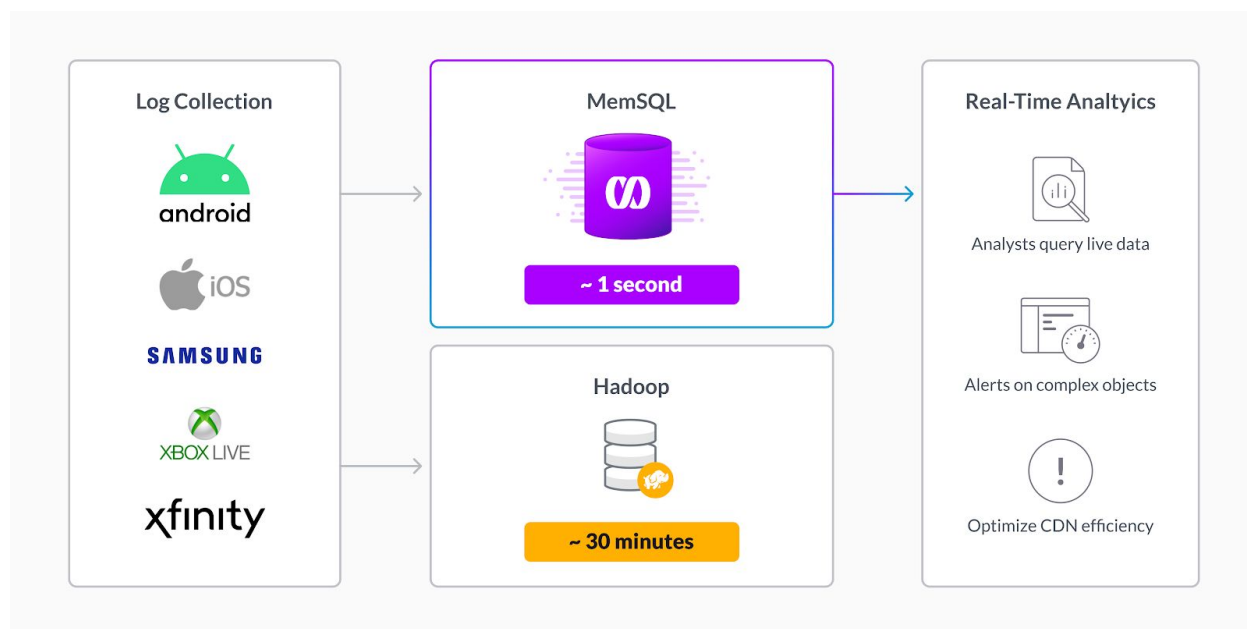 Log Collection
android
iOS
SAMSUNG
XBOX LIVE
xfinity
MemSQL
~ 1 second
Hadoop
~ 30 minutes
Real-Time Analtyics
Analysts query live data
Alerts on complex objects
Optimize CDN efficiency